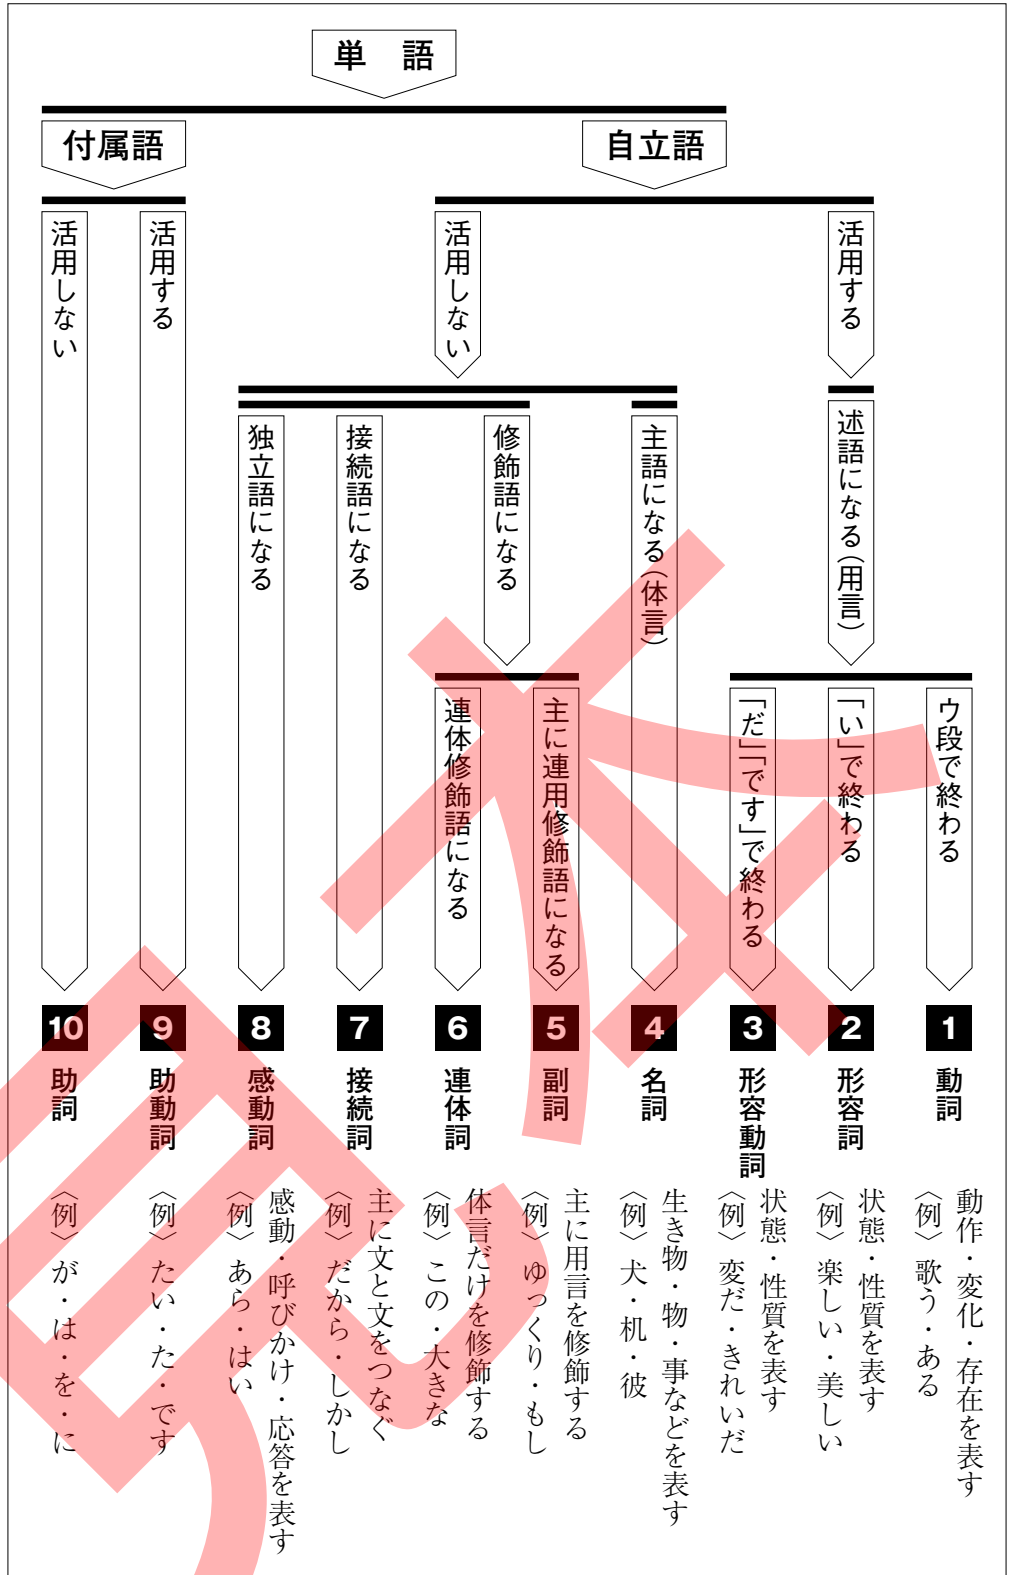 単語
自立語
付属語
活用する
活用しない
活用する
活用しない
述語になる（用言）
主語になる（体言）
修飾語になる
接続語になる
独立語になる
ウ段で終わる
「い」で終わる
「だ」「です」で終わる
主に連用修飾語になる
連体修飾語になる
1 動詞
動作・変化・存在を表す
〈例〉歌う・ある
2 形容詞
状態・性質を表す
〈例〉楽しい・美しい
3 形容動詞
状態・性質を表す
〈例〉変だ・きれいだ
4 名詞
生き物・物・事などを表す
〈例〉犬・机・彼
5 副詞
主に用言を修飾する
〈例〉ゆっくり・もし
6 連体詞
体言だけを修飾する
〈例〉この・大きな
7 接続詞
主に文と文をつなぐ
〈例〉だから・しかし
8 感動詞
感動・呼びかけ・応答を表す
〈例〉あら・はい
9 助動詞
〈例〉たい・た・です
10 助詞
〈例〉が・は・を・に
見本